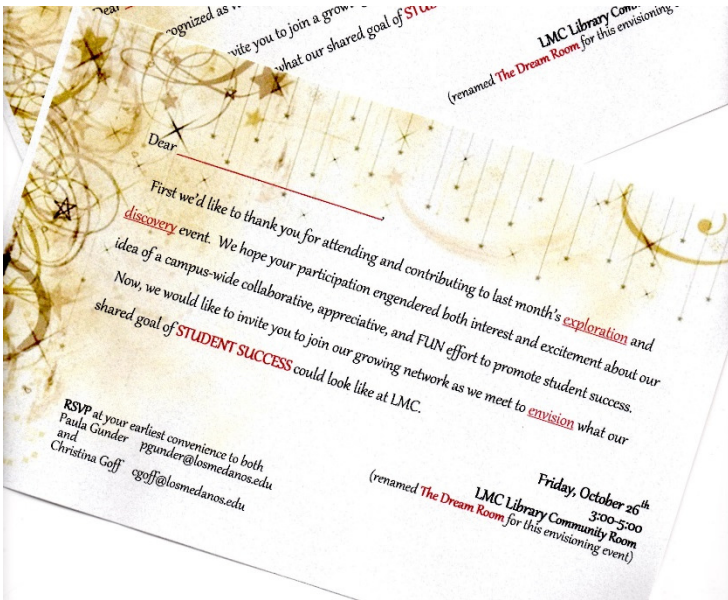 Dear
ognized as
vite you to join a grow
what our shared goal of STU
LMC Library Com
(renamed The Dream Room for this envisioning
Dear ,
First we'd like to thank you for attending and contributing to last month's exploration and
discovery event. We hope your participation engendered both interest and excitement about our
idea of a campus-wide collaborative, appreciative, and FUN effort to promote student success.
Now, we would like to invite you to join our growing network as we meet to envision what our
shared goal of STUDENT SUCCESS could look like at LMC.
RSVP at your earliest convenience to both
Paula Gunder pgunder@losmedanos.edu
and
Christina Goff cgoff@losmedanos.edu
Friday, October 26th
3:00-5:00
LMC Library Community Room
(renamed The Dream Room for this envisioning event)